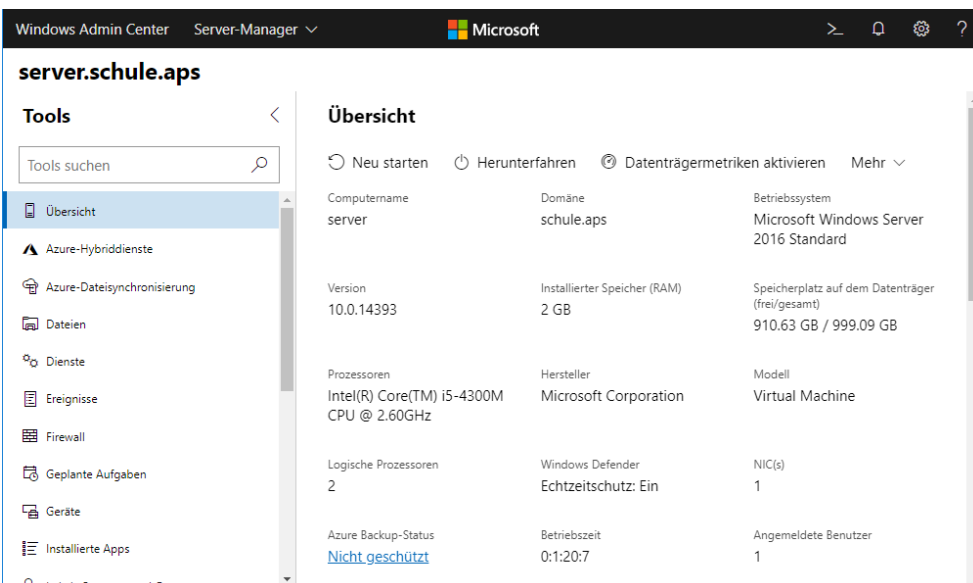 Windows Admin Center Server-Manager Microsoft
server.schule.aps
Tools
Tools suchen
Übersicht
Azure-Hybriddienste
Azure-Dateisynchronisierung
Dateien
Dienste
Ereignisse
Firewall
Geplante Aufgaben
Geräte
Installierte Apps
Übersicht
Neu starten Herunterfahren Datenträgermetriken aktivieren Mehr
Computername Domäne Betriebssystem
server schule.aps Microsoft Windows Server
2016 Standard
Version Installierter Speicher (RAM) Speicherplatz auf dem Datenträger
(frei/gesamt)
10.0.14393 2 GB 910.63 GB / 999.09 GB
Prozessoren Hersteller Modell
Intel(R) Core(TM) i5-4300M Microsoft Corporation Virtual Machine
CPU @ 2.60GHz
Logische Prozessoren Windows Defender NIC(s)
2 Echtzeitschutz: Ein 1
Azure Backup-Status Betriebszeit Angemeldete Benutzer
Nicht geschützt 0:1:20:7 1